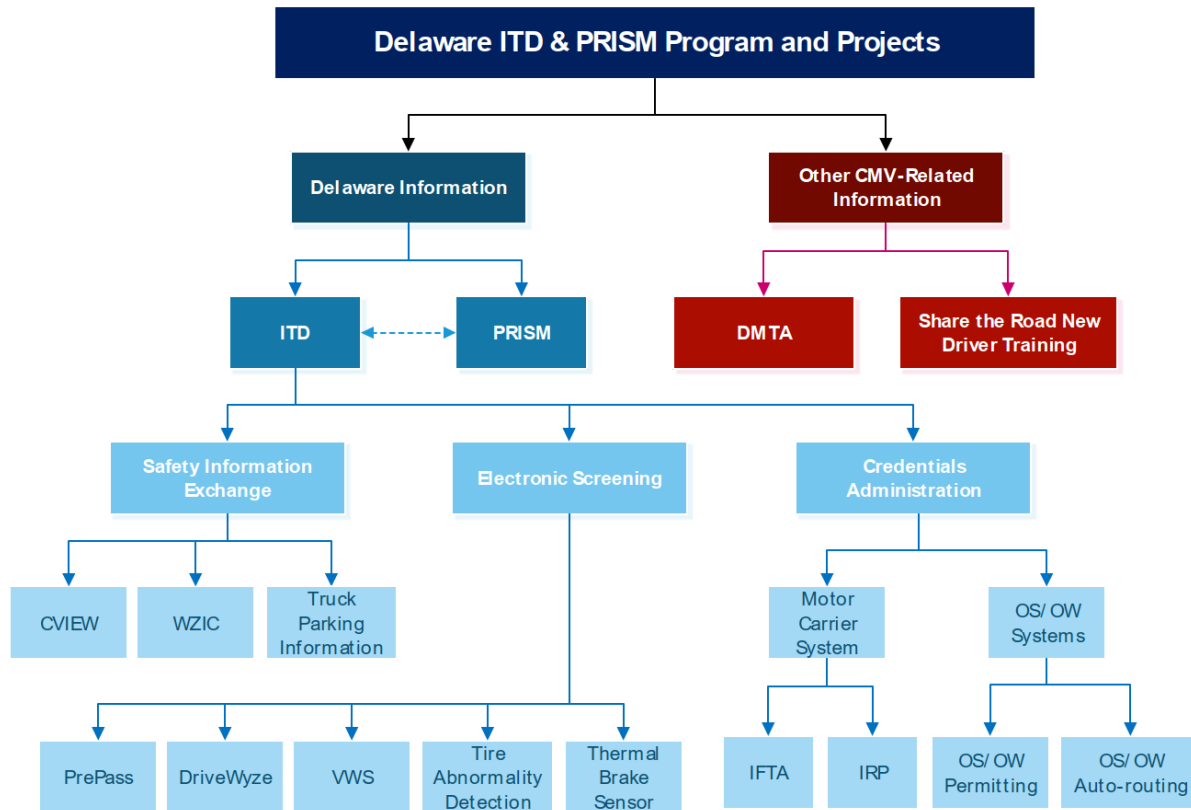 Delaware ITD & PRISM Program and Projects
Delaware Information
Other CMV-Related
Information
ITD
PRISM
DMTA
Share the Road New
Driver Training
Safety Information
Exchange
Electronic Screening
Credentials
Administration
CVIEW
WZIC
Truck
Parking
Information
Motor
Carrier
System
OS/OW
Systems
PrePass
DriveWyze
VWS
Tire
Abnormality
Detection
Thermal
Brake
Sensor
IFTA
IRP
OS/OW
Permitting
OS/OW
Auto-routing